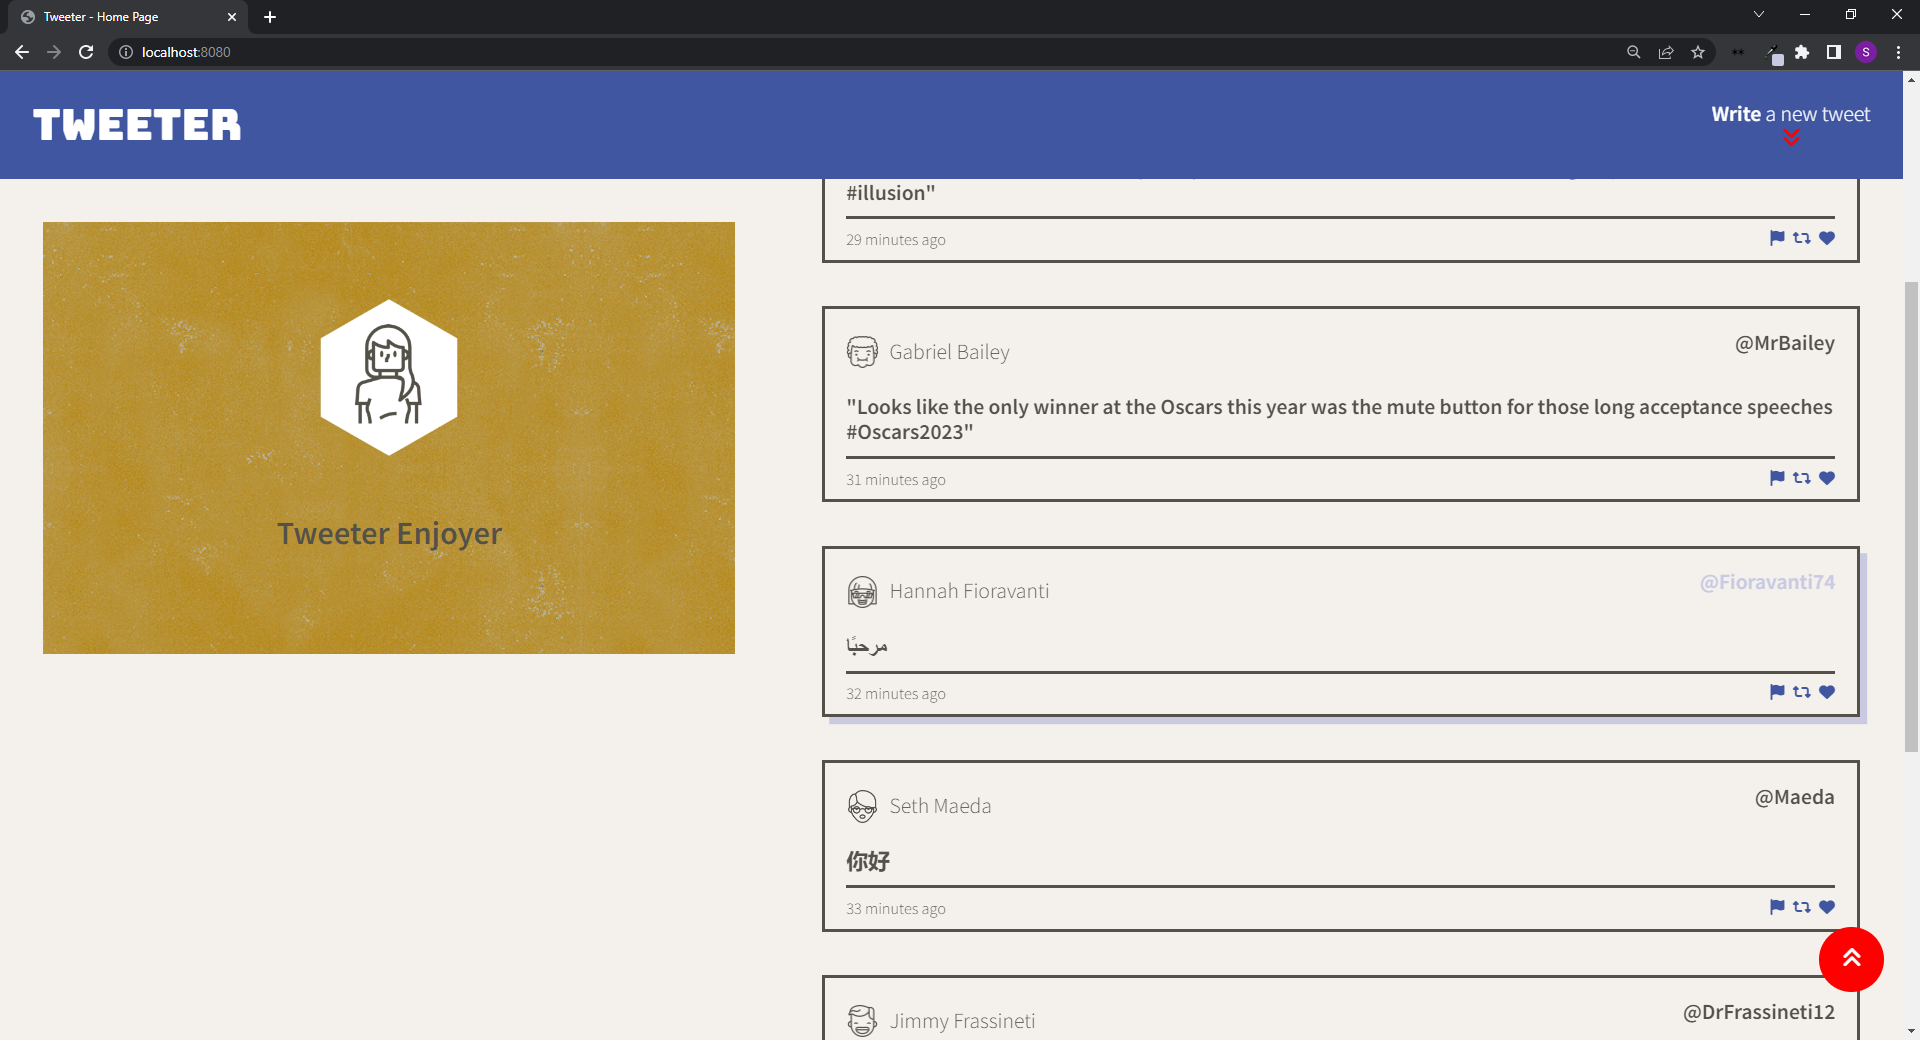 Tweeter - Home Page
localhost:8080
S
TWEETER
Write a new tweet
Tweeter Enjoyer
#illusion"
29 minutes ago
Gabriel Bailey
@MrBailey
"Looks like the only winner at the Oscars this year was the mute button for those long acceptance speeches
#Oscars2023"
31 minutes ago
Hannah Fioravanti
@Fioravanti74
مرحبًا
32 minutes ago
Seth Maeda
@Maeda
你好
33 minutes ago
Jimmy Frassineti
@DrFrassineti12